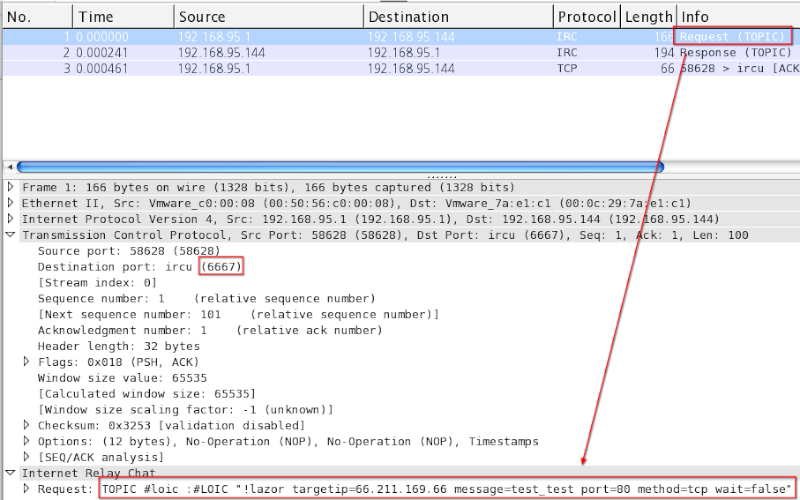 No. Time Source Destination Protocol Length Info
1 0.000000 192.168.95.1 192.168.95.144 IRC 166 Request (TOPIC)
2 0.000241 192.168.95.144 192.168.95.1 IRC 194 Response (TOPIC)
3 0.000461 192.168.95.1 192.168.95.144 TCP 66 58628 > ircu [ACK
Frame 1: 166 bytes on wire (1328 bits), 166 bytes captured (1328 bits)
Ethernet II, Src: Vmware_c0:00:08 (00:50:56:c0:00:08), Dst: Vmware_7a:e1:c1 (00:0c:29:7a:e1:c1)
Internet Protocol Version 4, Src: 192.168.95.1 (192.168.95.1), Dst: 192.168.95.144 (192.168.95.144)
Transmission Control Protocol, Src Port: 58628 (58628), Dst Port: ircu (6667), Seq: 1, Ack: 1, Len: 100
Source port: 58628 (58628)
Destination port: ircu (6667)
[Stream index: 0]
Sequence number: 1 (relative sequence number)
[Next sequence number: 101 (relative sequence number)]
Acknowledgment number: 1 (relative ack number)
Header length: 32 bytes
Flags: 0x018 (PSH, ACK)
Window size value: 65535
[Calculated window size: 65535]
[Window size scaling factor: -1 (unknown)]
Checksum: 0x3253 [validation disabled]
Options: (12 bytes), No-Operation (NOP), No-Operation (NOP), Timestamps
[SEQ/ACK analysis]
Internet Relay Chat
Request: TOPIC #loic :#LOIC "!lazor targetip=66.211.169.66 message=test_test port=80 method=tcp wait=false"